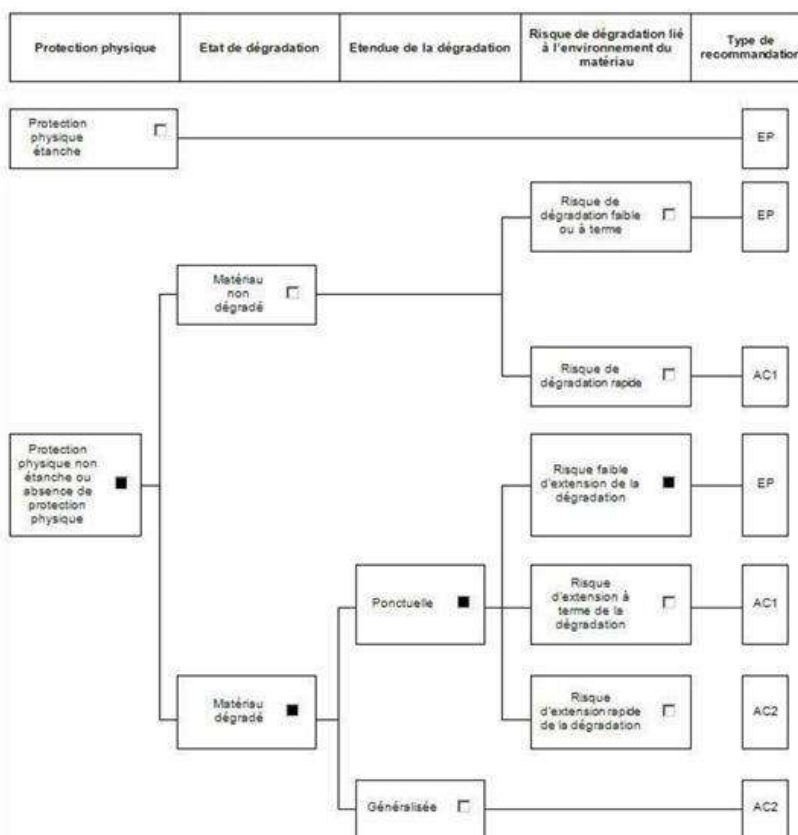 Protection physique
Etat de dégradation
Etendue de la dégradation
Risque de dégradation lié
à l'environnement du
matériau
Type de
recommandation
Protection
physique
étanche
EP
Risque de
dégradation faible
ou à terme
EP
Matériau
non
dégradé
Risque de
dégradation rapide
AC1
Protection
physique non
étanche ou
absence de
protection
physique
Risque faible
d'extension de la
dégradation
EP
Ponctuelle
Risque
d'extension à
terme de la
dégradation
AC1
Matériau
dégradé
Risque
d'extension rapide
de la dégradation
AC2
Généralisée
AC2